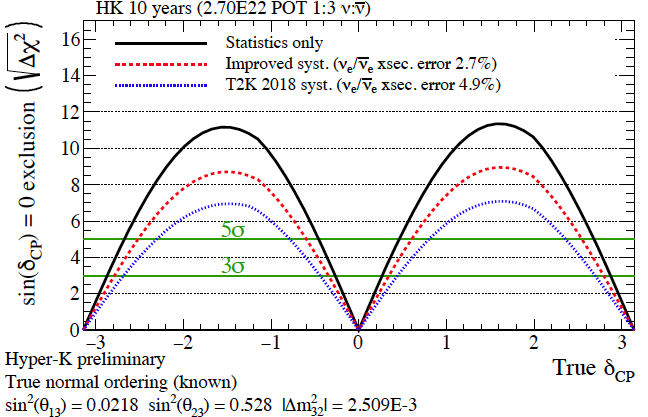 HK 10 years (2.70E22 POT 1:3 ν:ν̅)
16
14
12
10
8
6
4
2
0
sin(δCP) = 0 exclusion (√Δχ²)
Statistics only
Improved syst. (νe/ν̅e xsec. error 2.7%)
T2K 2018 syst. (νe/ν̅e xsec. error 4.9%)
5σ
3σ
−3 −2 −1 0 1 2 3
True δCP
Hyper-K preliminary
True normal ordering (known)
sin²(θ13) = 0.0218 sin²(θ23) = 0.528 |Δm²32| = 2.509E-3